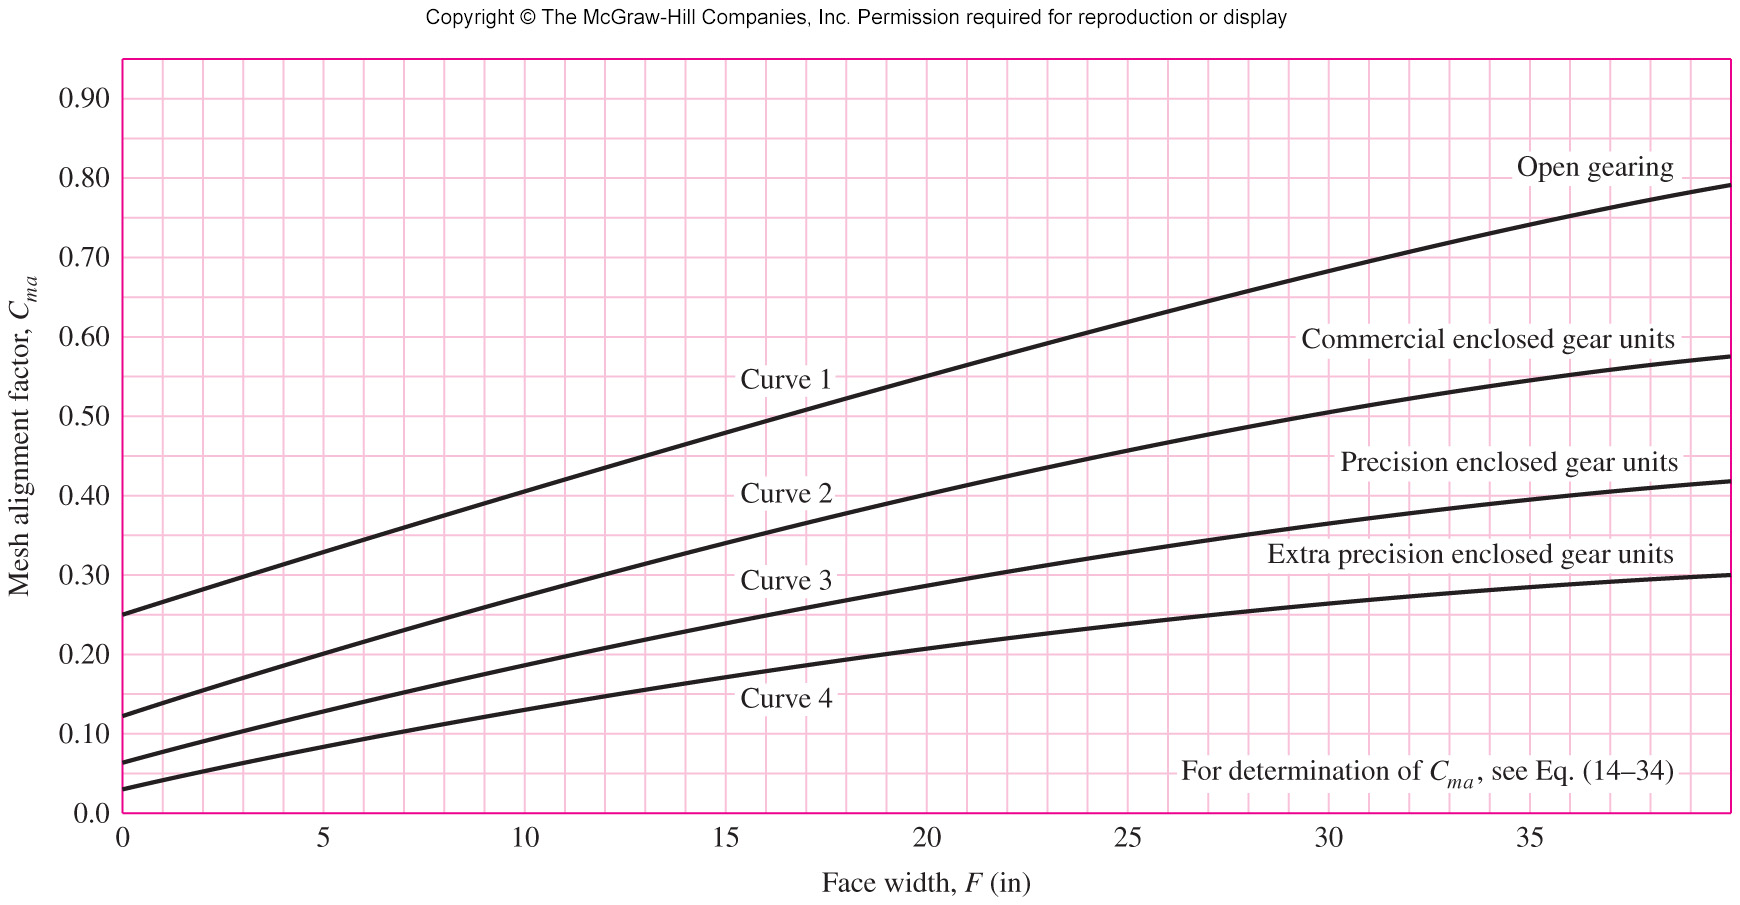 Copyright © The McGraw-Hill Companies, Inc. Permission required for reproduction or display
Mesh alignment factor, Cma
0.90
0.80
0.70
0.60
0.50
0.40
0.30
0.20
0.10
0.0
Open gearing
Commercial enclosed gear units
Curve 1
Precision enclosed gear units
Curve 2
Extra precision enclosed gear units
Curve 3
Curve 4
For determination of Cma, see Eq. (14–34)
0 5 10 15 20 25 30 35
Face width, F (in)